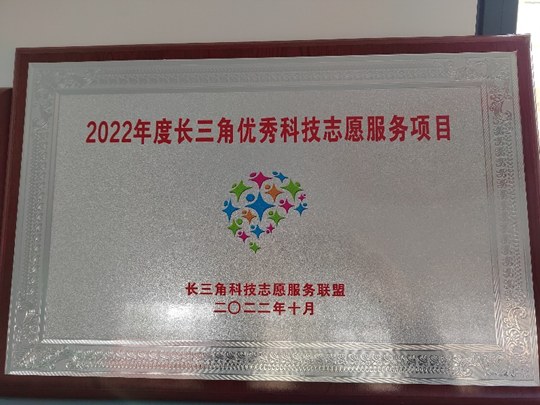 2022年度长三角优秀科技志愿服务项目
长三角科技志愿服务联盟
二〇二二年十月